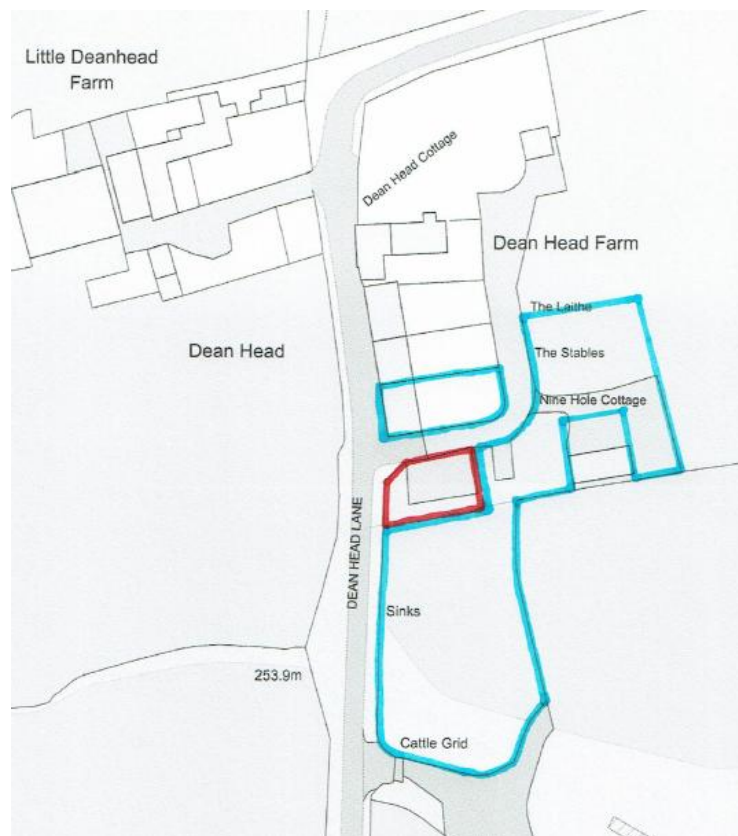 Little Deanhead
Farm
Dean Head Cottage
Dean Head Farm
The Laithe
Dean Head
The Stables
Nine Hole Cottage
DEAN HEAD LANE
Sinks
253.9m
Cattle Grid